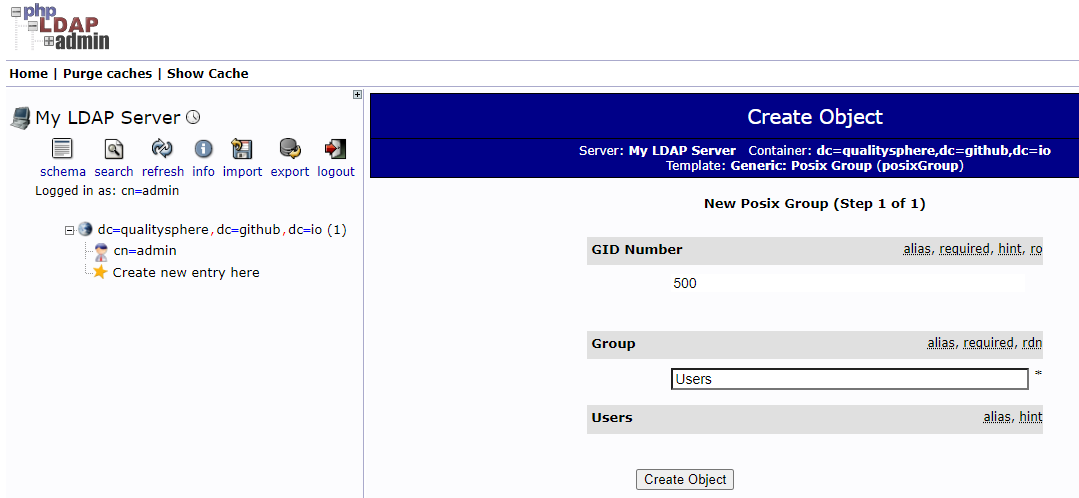 php
LDAP
admin
Home | Purge caches | Show Cache
My LDAP Server
schema search refresh info import export logout
Logged in as: cn=admin
dc=qualitysphere,dc=github,dc=io (1)
cn=admin
Create new entry here
Create Object
Server: My LDAP Server Container: dc=qualitysphere,dc=github,dc=io
Template: Generic: Posix Group (posixGroup)
New Posix Group (Step 1 of 1)
GID Number alias, required, hint, ro
500
Group alias, required, rdn
Users *
Users alias, hint
Create Object